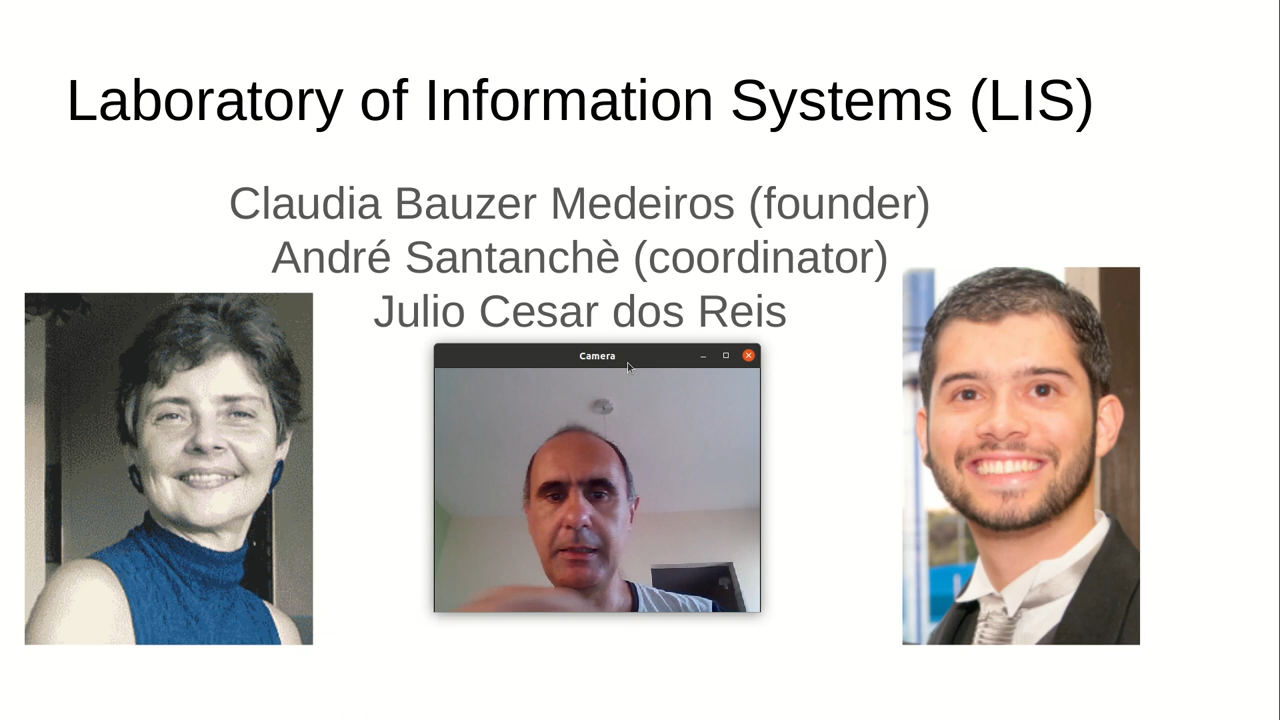 Laboratory of Information Systems (LIS)
Claudia Bauzer Medeiros (founder)
André Santanchè (coordinator)
Julio Cesar dos Reis
Camera